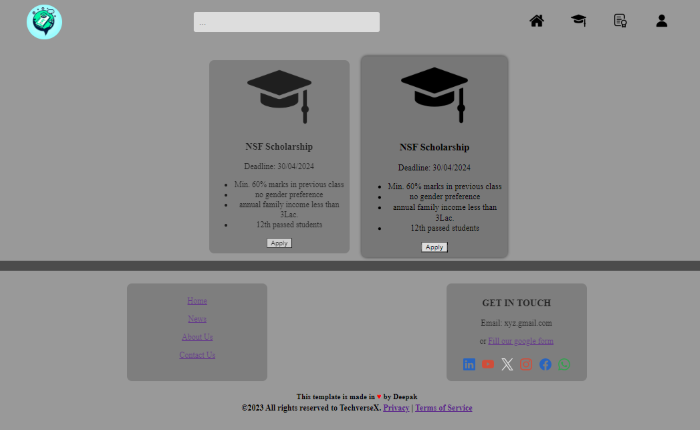 ...
NSF Scholarship
Deadline: 30/04/2024
Min. 60% marks in previous class
no gender preference
annual family income less than
3Lac.
12th passed students
Apply
NSF Scholarship
Deadline: 30/04/2024
Min. 60% marks in previous class
no gender preference
annual family income less than
3Lac.
12th passed students
Apply
Home
News
About Us
Contact Us
GET IN TOUCH
Email: xyz.gmail.com
or Fill our google form
This template is made in ♥ by Deepak
©2023 All rights reserved to TechverseX. Privacy | Terms of Service